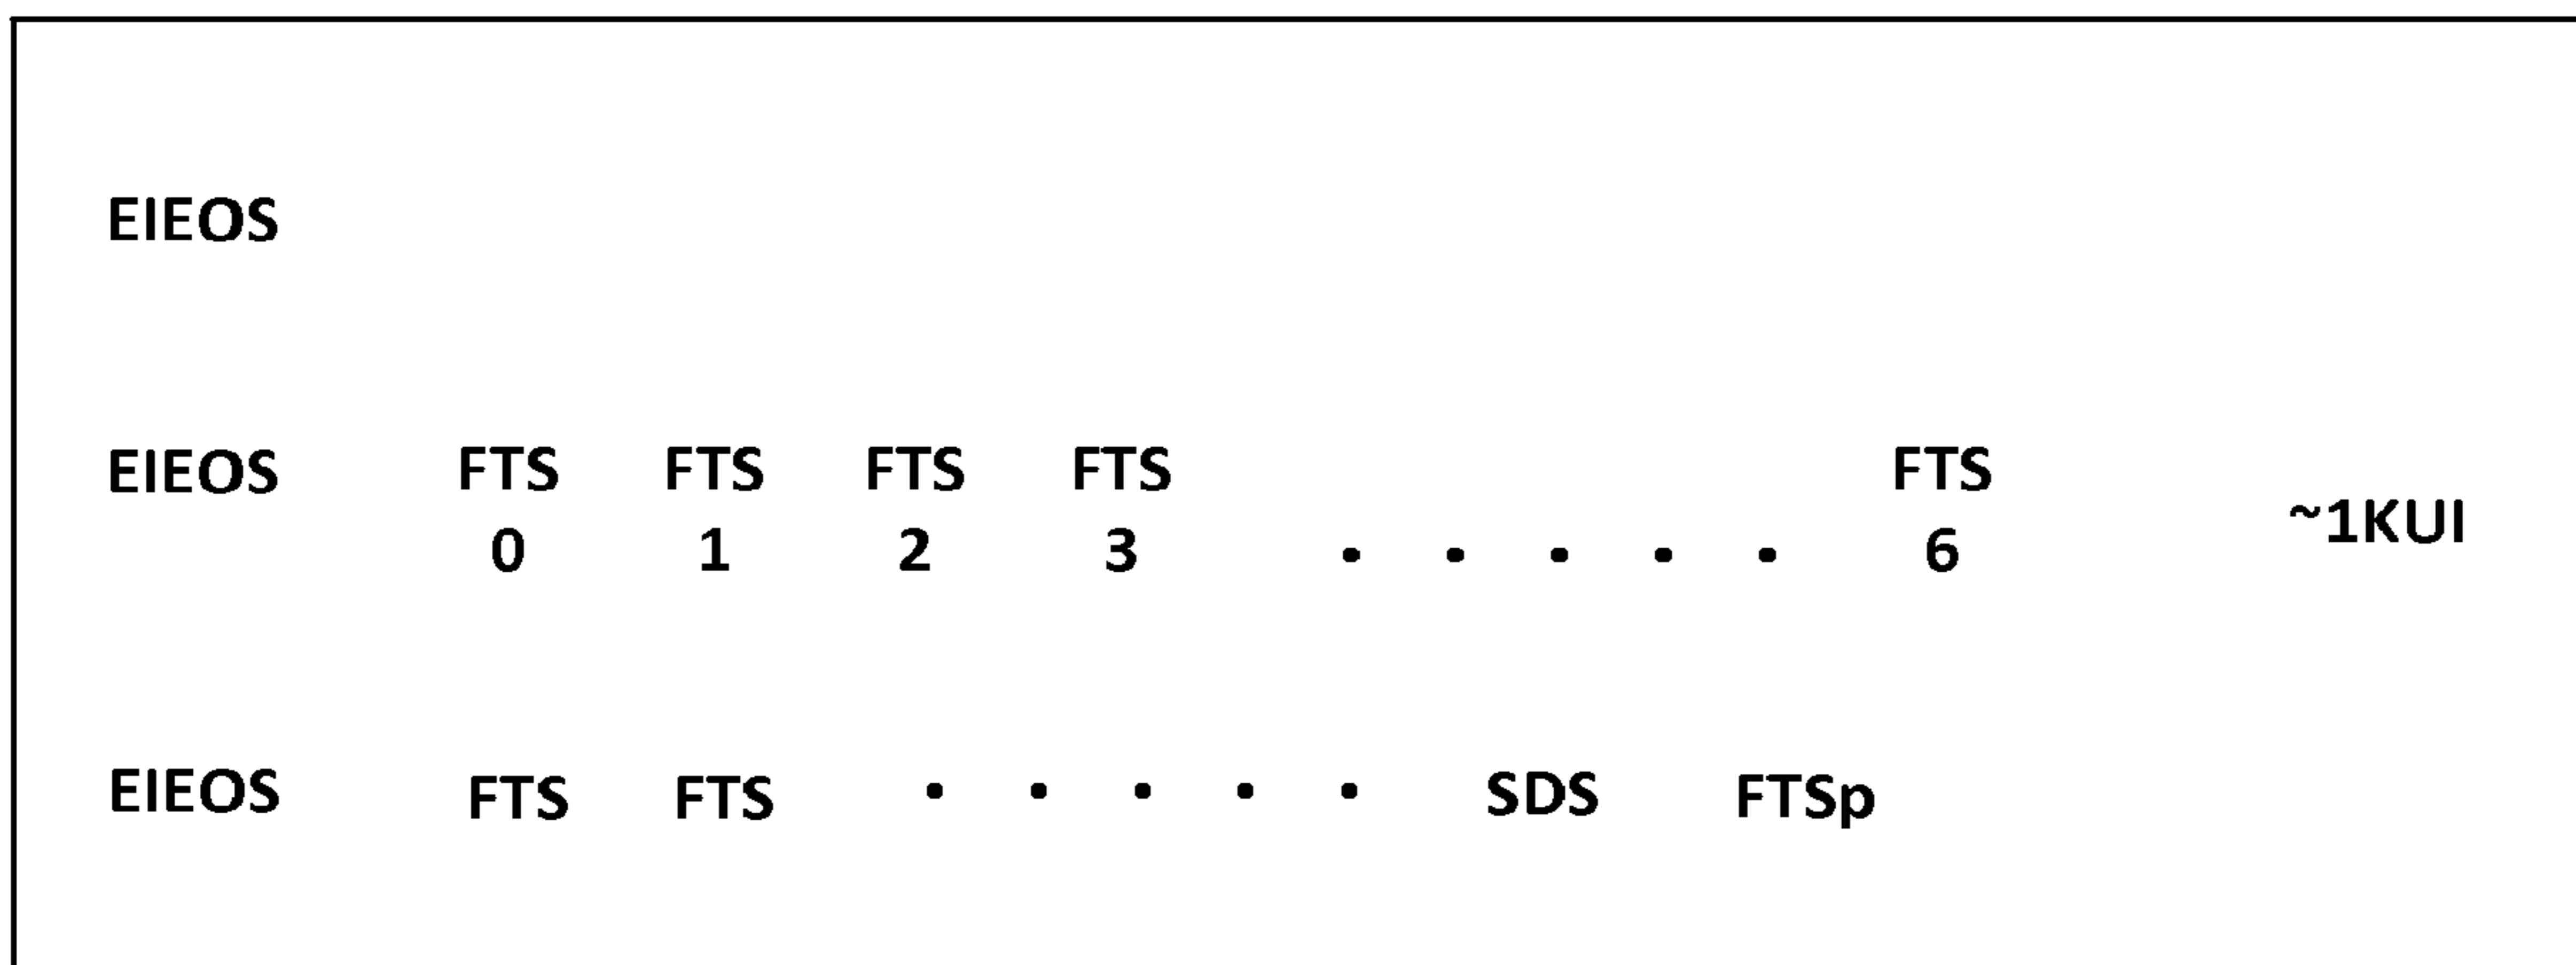 EIEOS
EIEOS FTS FTS FTS FTS FTS
0 1 2 3 . . . . . 6 ~1KUI
EIEOS FTS FTS . . . . . SDS FTSp